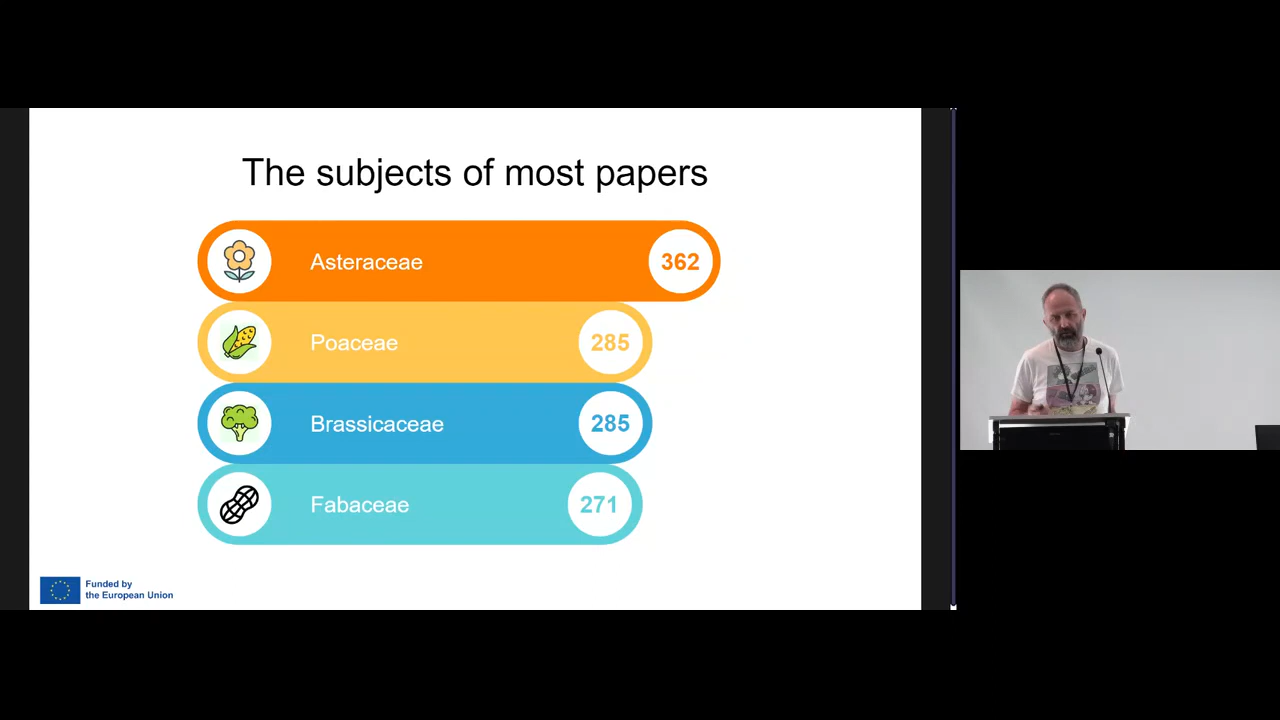 The subjects of most papers
Asteraceae
362
Poaceae
285
Brassicaceae
285
Fabaceae
271
Funded by
the European Union